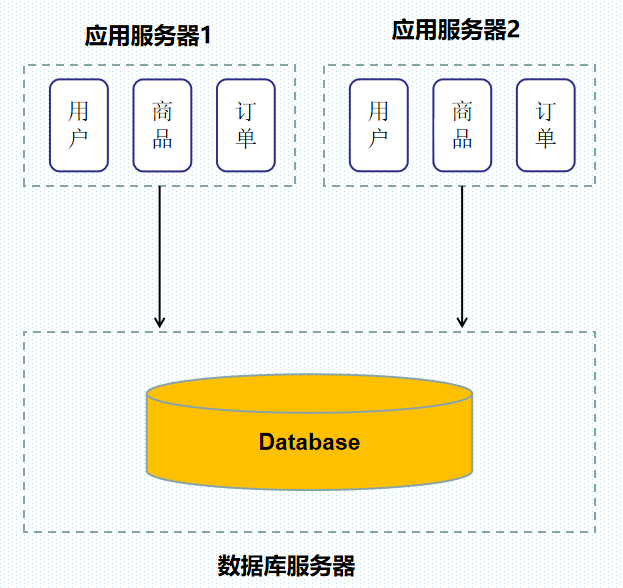 应用服务器1
应用服务器2
用户
商品
订单
用户
商品
订单
Database
数据库服务器